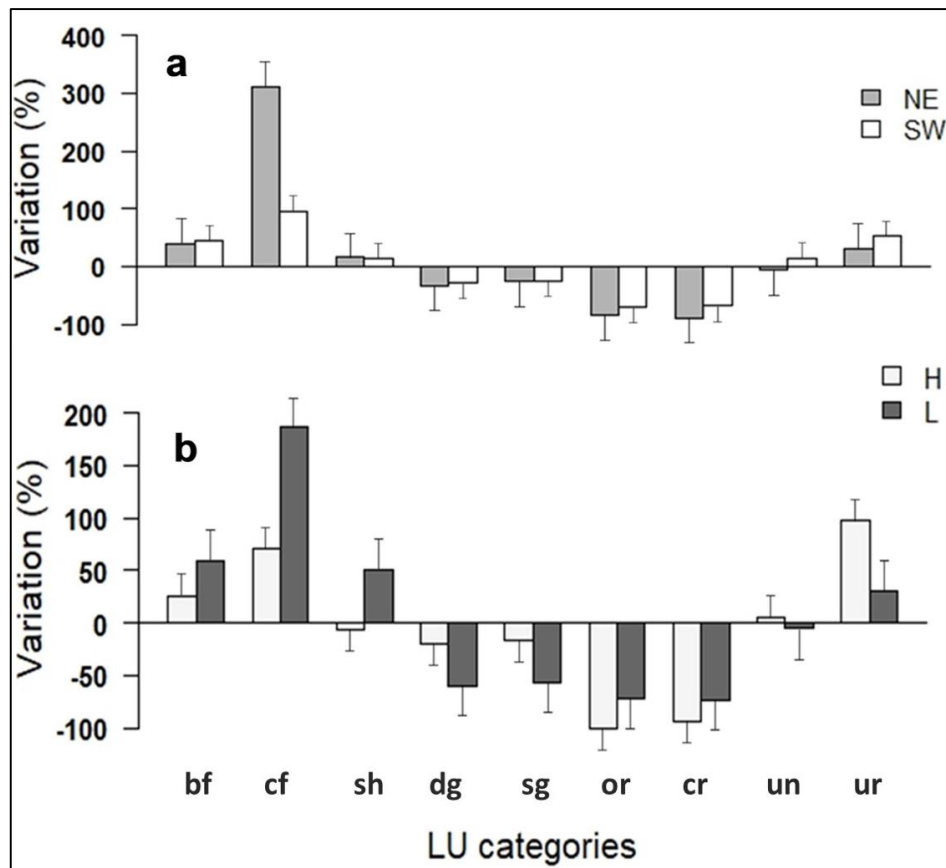 a
Variation (%)
400
300
200
100
0
-100
NE
SW
b
Variation (%)
200
150
100
50
0
-50
-100
H
L
bf cf sh dg sg or cr un ur
LU categories